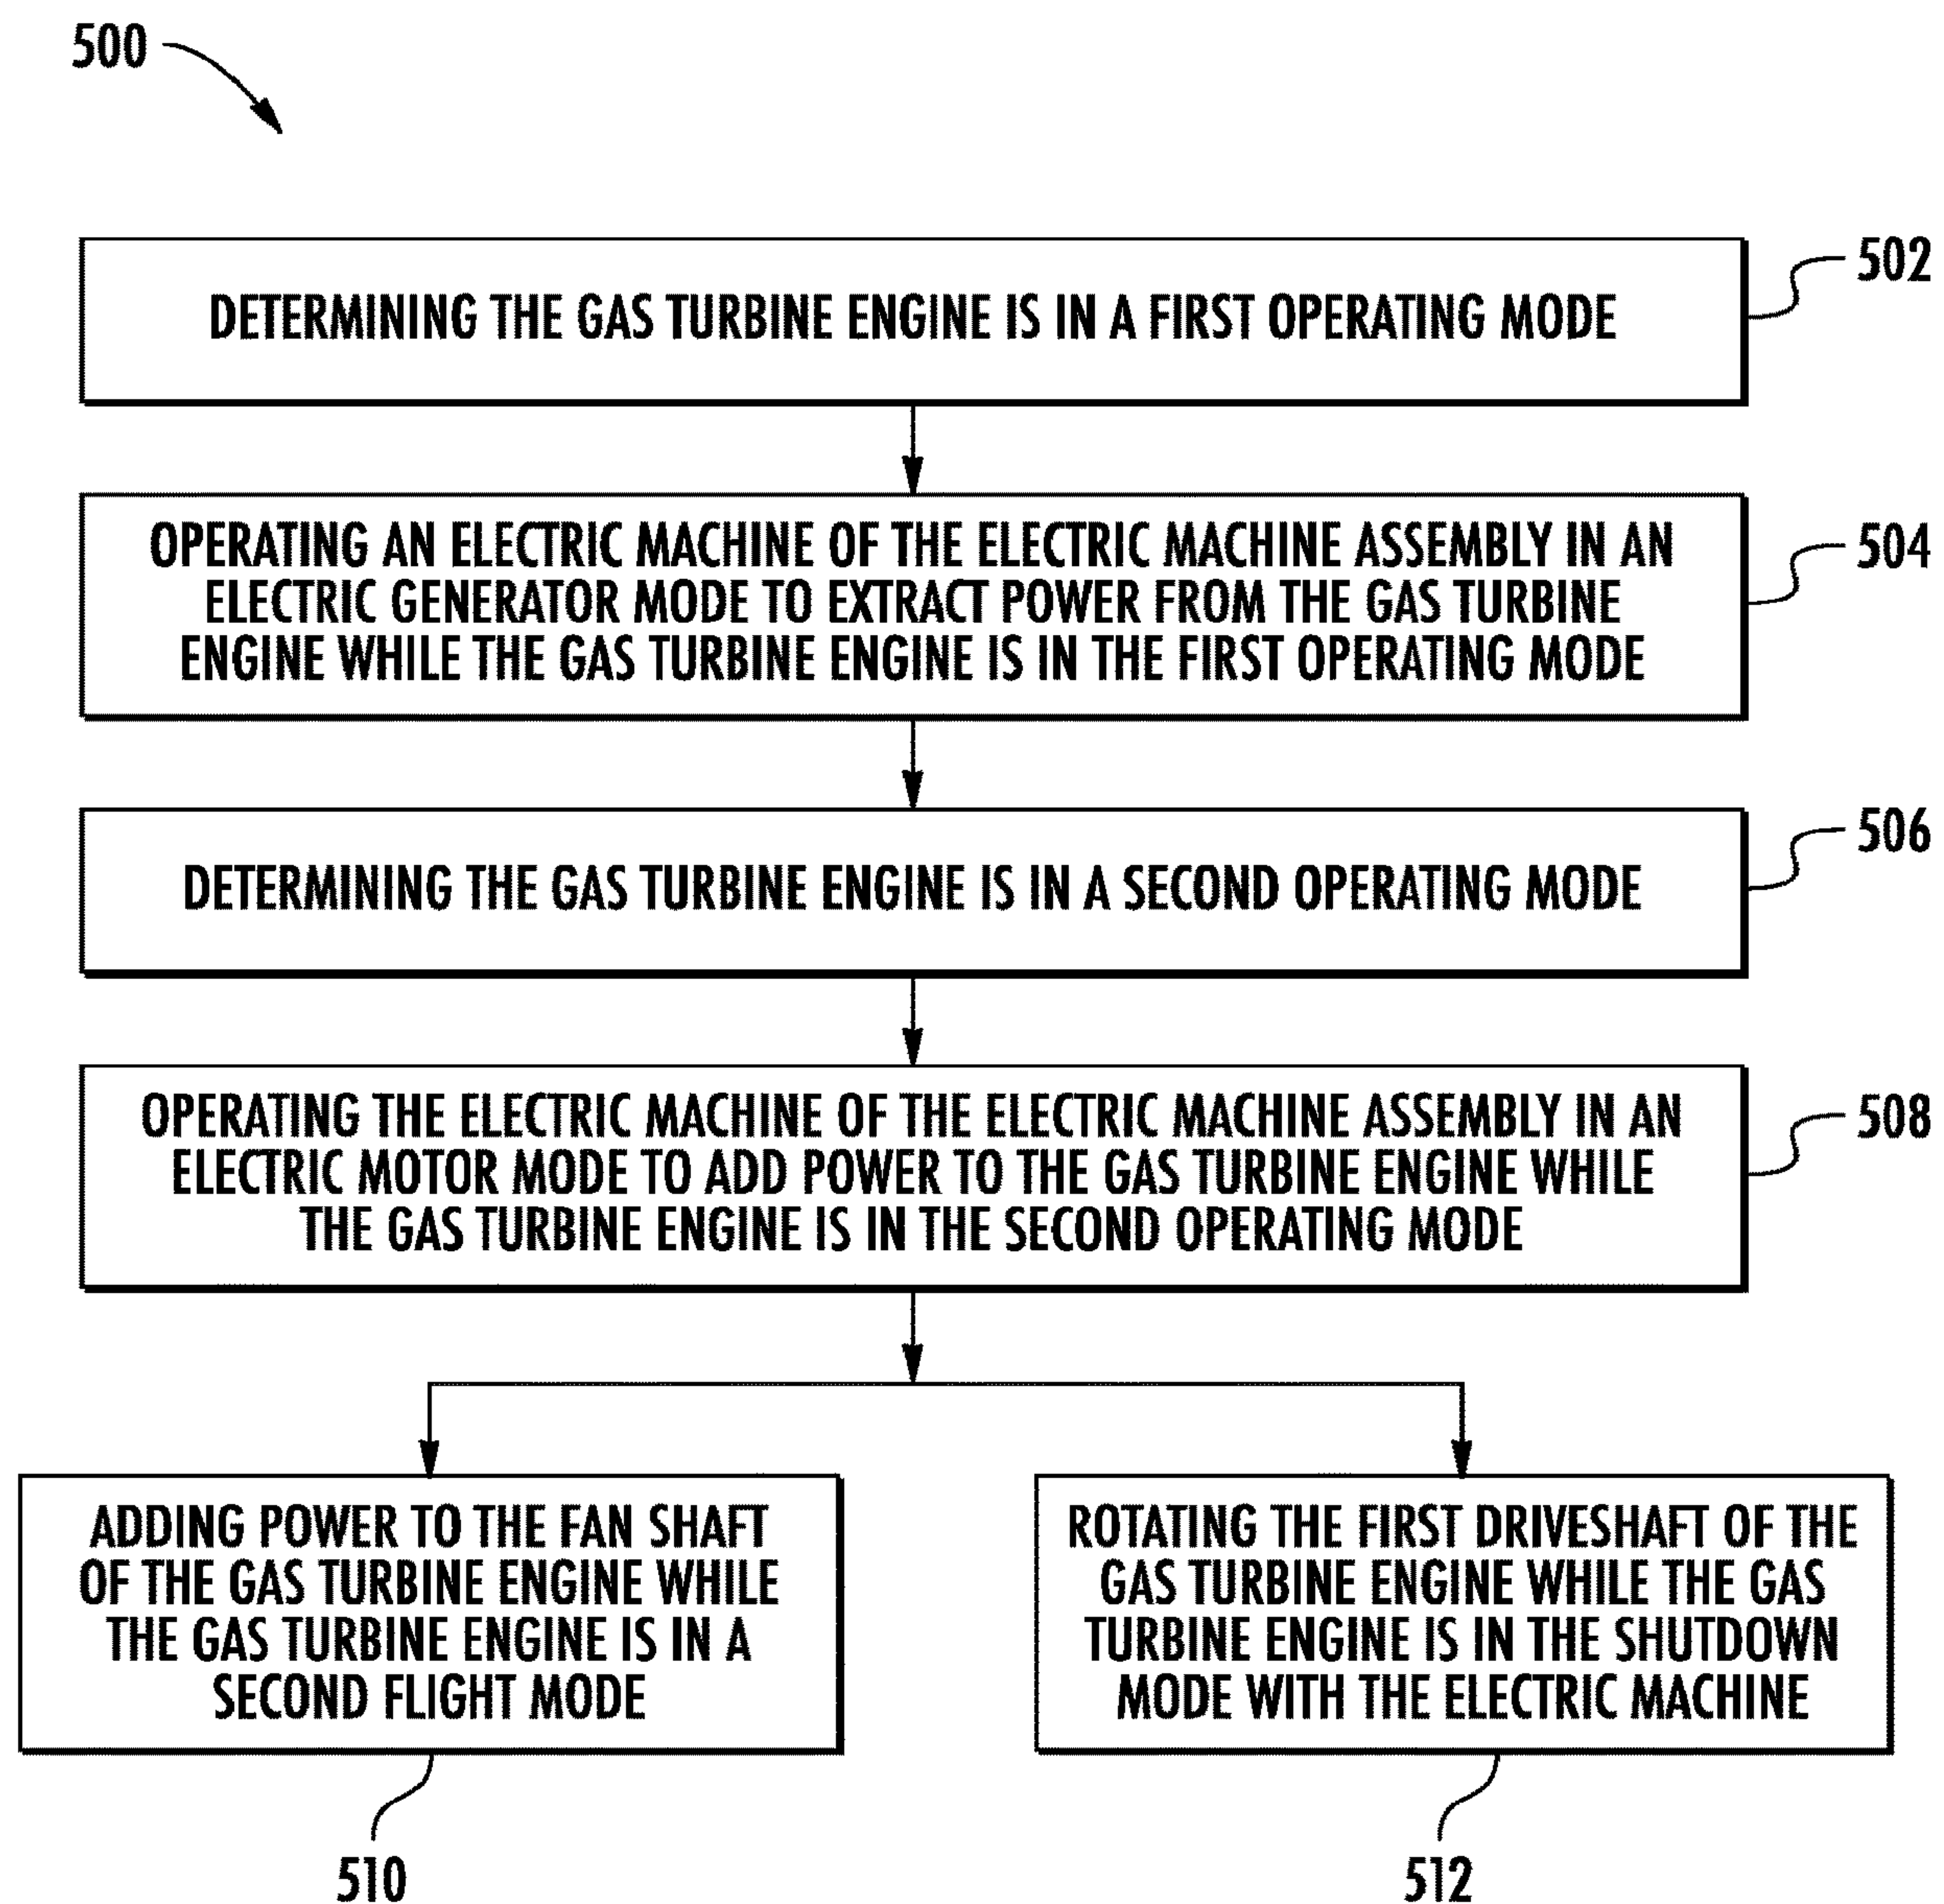 500
502
DETERMINING THE GAS TURBINE ENGINE IS IN A FIRST OPERATING MODE
504
OPERATING AN ELECTRIC MACHINE OF THE ELECTRIC MACHINE ASSEMBLY IN AN
ELECTRIC GENERATOR MODE TO EXTRACT POWER FROM THE GAS TURBINE
ENGINE WHILE THE GAS TURBINE ENGINE IS IN THE FIRST OPERATING MODE
506
DETERMINING THE GAS TURBINE ENGINE IS IN A SECOND OPERATING MODE
508
OPERATING THE ELECTRIC MACHINE OF THE ELECTRIC MACHINE ASSEMBLY IN AN
ELECTRIC MOTOR MODE TO ADD POWER TO THE GAS TURBINE ENGINE WHILE
THE GAS TURBINE ENGINE IS IN THE SECOND OPERATING MODE
ADDING POWER TO THE FAN SHAFT
OF THE GAS TURBINE ENGINE WHILE
THE GAS TURBINE ENGINE IS IN A
SECOND FLIGHT MODE
510
ROTATING THE FIRST DRIVESHAFT OF THE
GAS TURBINE ENGINE WHILE THE GAS
TURBINE ENGINE IS IN THE SHUTDOWN
MODE WITH THE ELECTRIC MACHINE
512